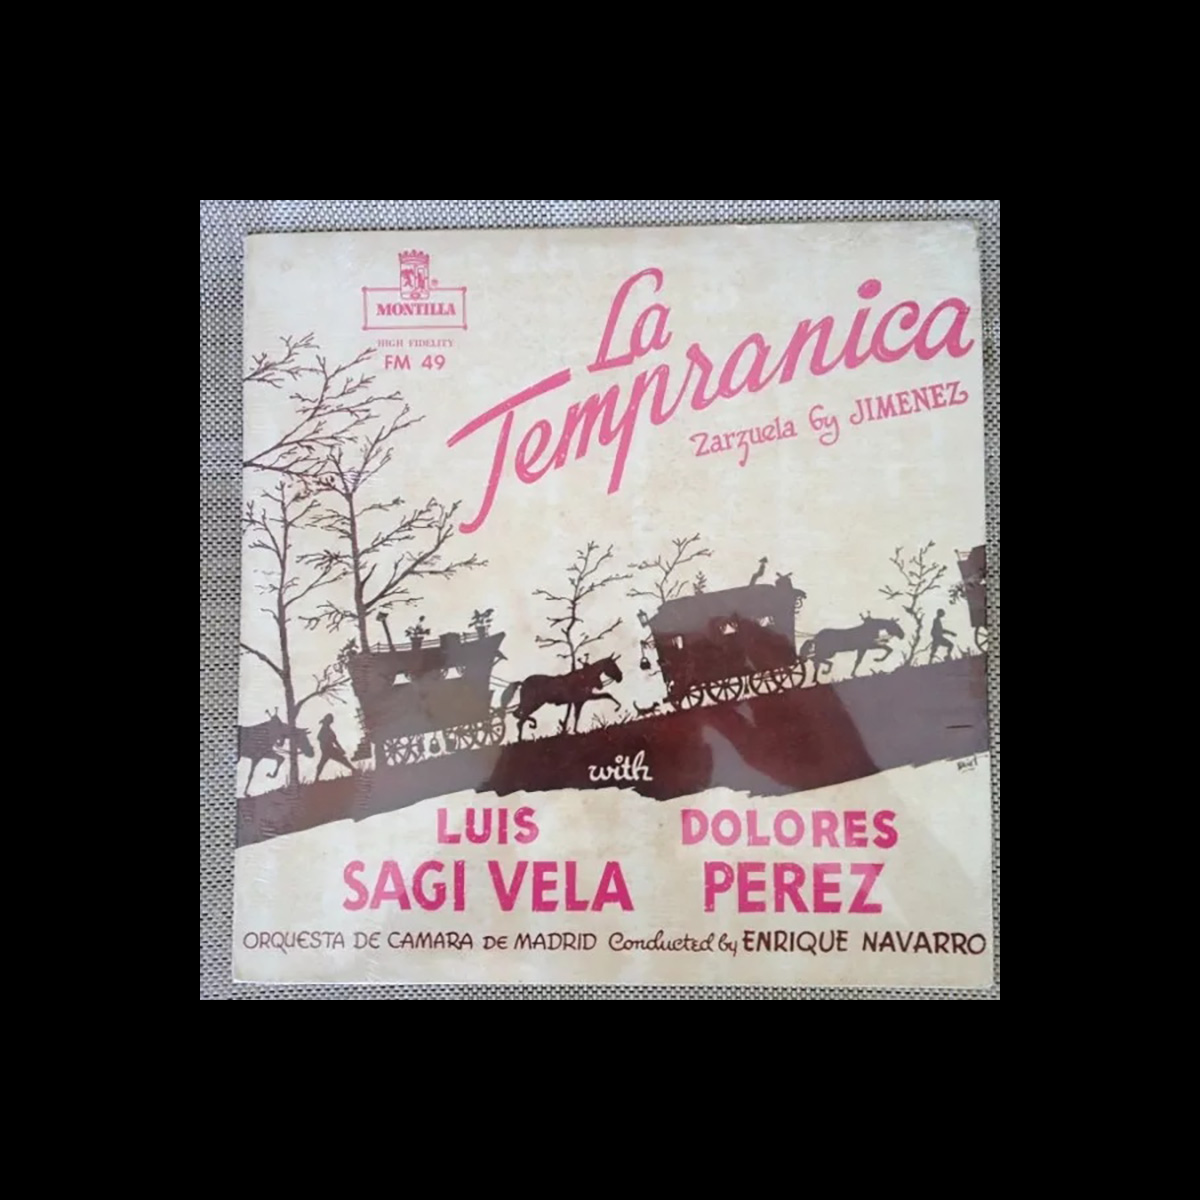 MONTILLA
HIGH FIDELITY
FM 49
La
Tempranica
Zarzuela by JIMENEZ
with
LUIS DOLORES
SAGI VELA PEREZ
ORQUESTA DE CAMARA DE MADRID Conducted by ENRIQUE NAVARRO